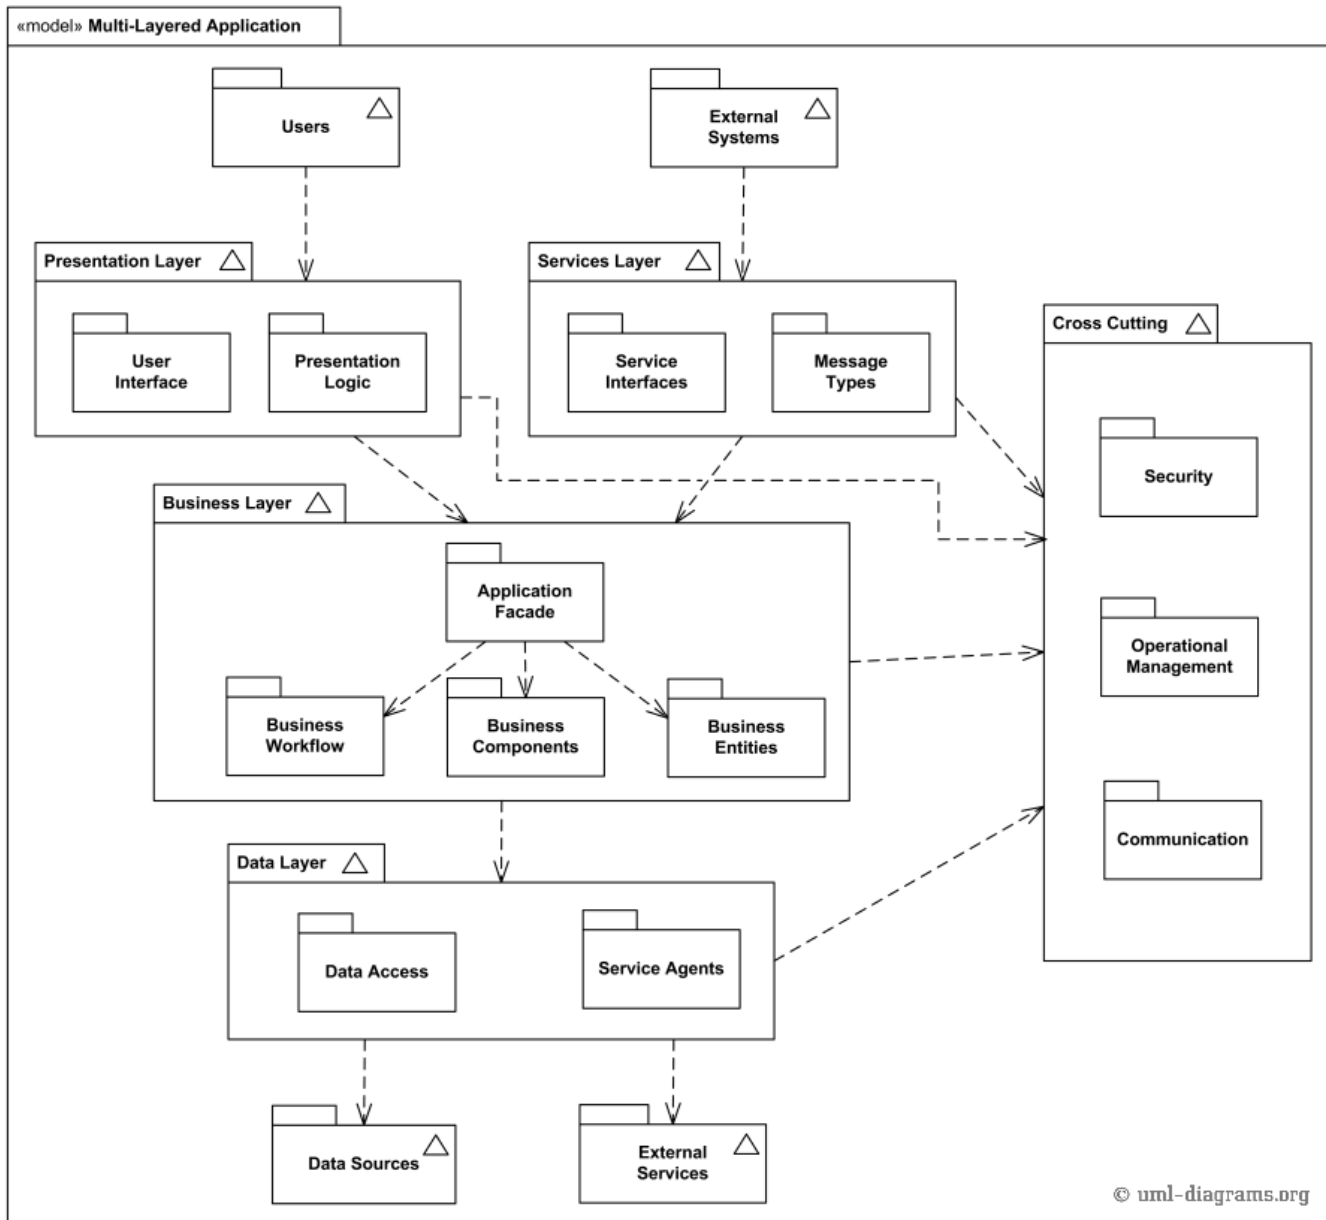 «model» Multi-Layered Application
Users
External
Systems
Presentation Layer
User
Interface
Presentation
Logic
Services Layer
Service
Interfaces
Message
Types
Cross Cutting
Security
Operational
Management
Communication
Business Layer
Application
Facade
Business
Workflow
Business
Components
Business
Entities
Data Layer
Data Access
Service Agents
Data Sources
External
Services
© uml-diagrams.org